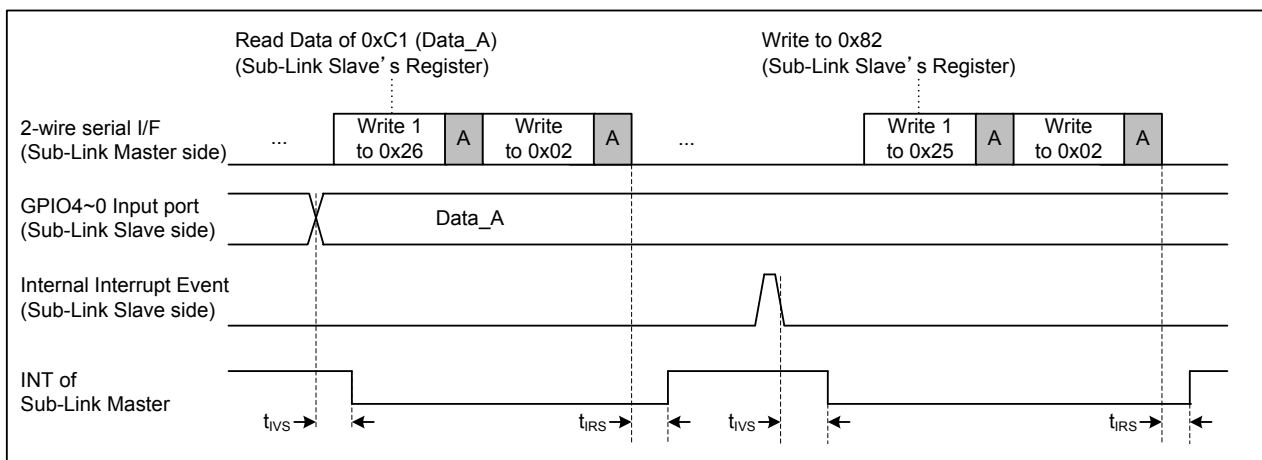 Read Data of 0xC1 (Data_A)
(Sub-Link Slave’s Register)
Write to 0x82
(Sub-Link Slave’s Register)
2-wire serial I/F
(Sub-Link Master side)
...
Write 1
to 0x26
A
Write
to 0x02
A
...
Write 1
to 0x25
A
Write
to 0x02
A
GPIO4~0 Input port
(Sub-Link Slave side)
Data_A
Internal Interrupt Event
(Sub-Link Slave side)
INT of
Sub-Link Master
tIVS
tIRS
tIVS
tIRS